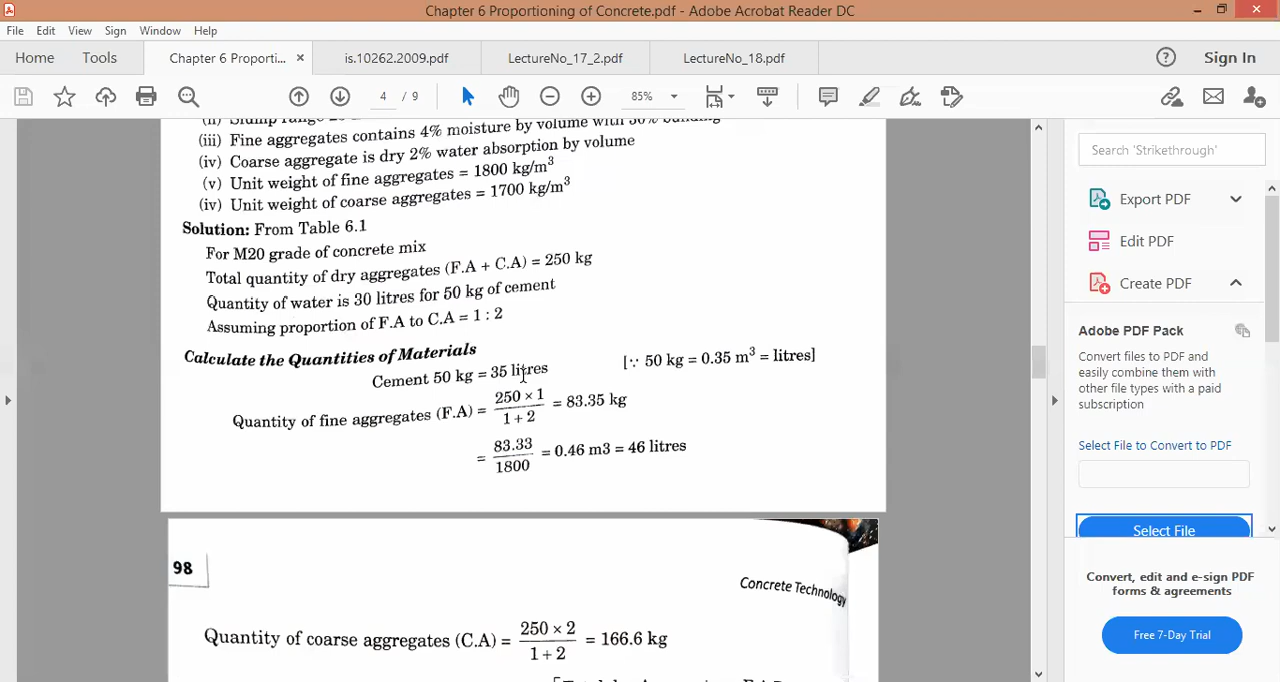 Chapter 6 Proportioning of Concrete.pdf - Adobe Acrobat Reader DC
File Edit View Sign Window Help
Home Tools Chapter 6 Proporti... × is.10262.2009.pdf LectureNo_17_2.pdf LectureNo_18.pdf Sign In
4 / 9 85%
(iii) Fine aggregates contains 4% moisture by volume with 30% bulking
(iv) Coarse aggregate is dry 2% water absorption by volume
(v) Unit weight of fine aggregates = 1800 kg/m³
(iv) Unit weight of coarse aggregates = 1700 kg/m³
Solution: From Table 6.1
For M20 grade of concrete mix
Total quantity of dry aggregates (F.A + C.A) = 250 kg
Quantity of water is 30 litres for 50 kg of cement
Assuming proportion of F.A to C.A = 1 : 2
Calculate the Quantities of Materials
Cement 50 kg = 35 litres [∵ 50 kg = 0.35 m³ = litres]
Quantity of fine aggregates (F.A) = 250 × 1 / 1 + 2 = 83.35 kg
= 83.33 / 1800 = 0.46 m3 = 46 litres
98
Concrete Technology
Quantity of coarse aggregates (C.A) = 250 × 2 / 1 + 2 = 166.6 kg
Search 'Strikethrough'
Export PDF
Edit PDF
Create PDF
Adobe PDF Pack
Convert files to PDF and
easily combine them with
other file types with a paid
subscription
Select File to Convert to PDF
Select File
Convert, edit and e-sign PDF
forms & agreements
Free 7-Day Trial